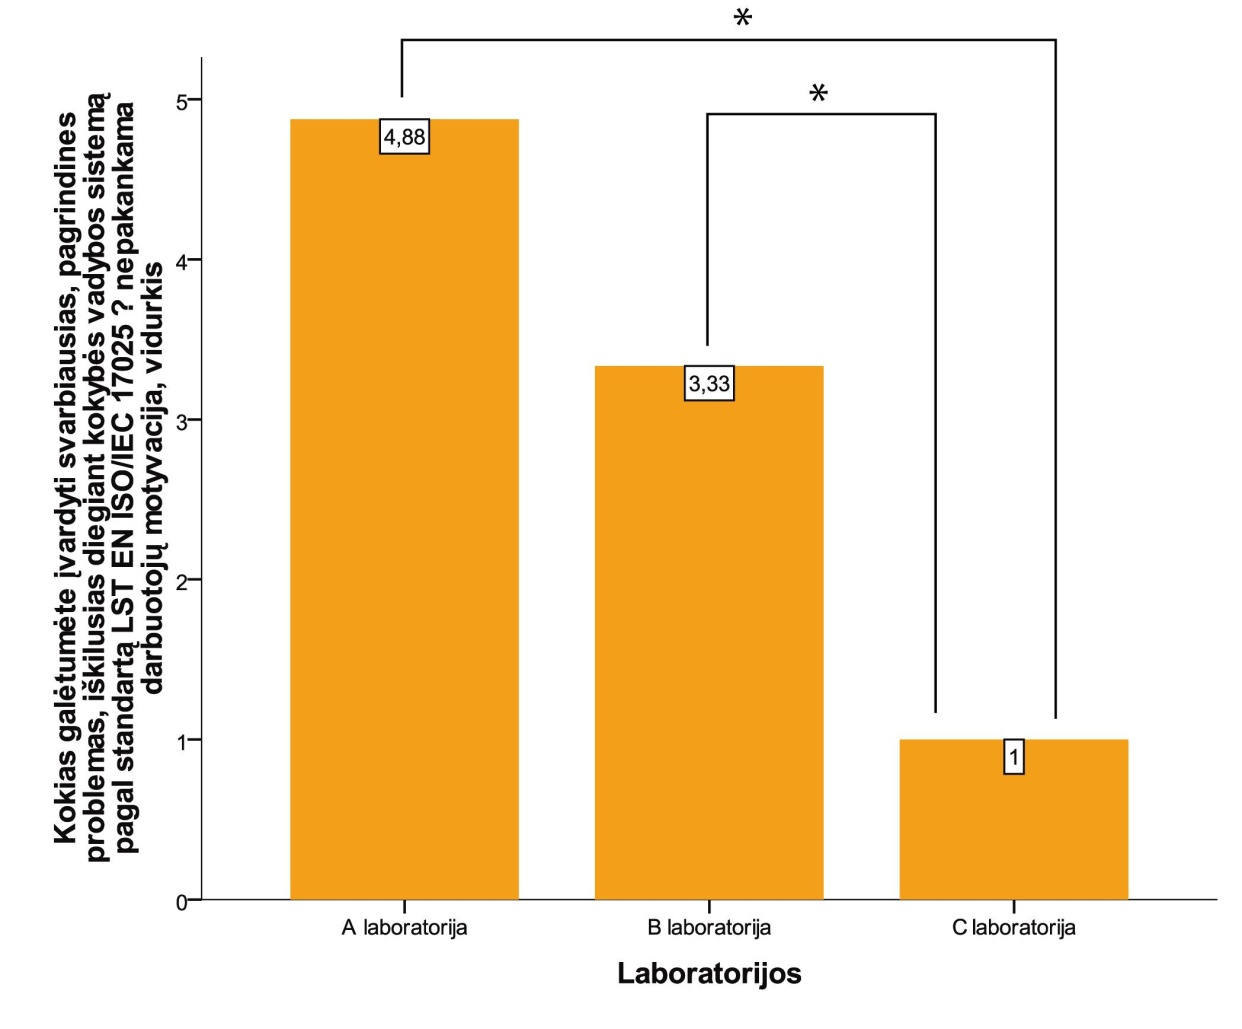 Kokias galėtumėte įvardyti svarbiausias, pagrindines
problemas, iškilusias diegiant kokybės vadybos sistemą
pagal standartą LST EN ISO/IEC 17025 ? nepakankama
darbuotojų motyvacija, vidurkis
*
*
5
4
3
2
1
0
4,88
3,33
1
A laboratorija
B laboratorija
C laboratorija
Laboratorijos